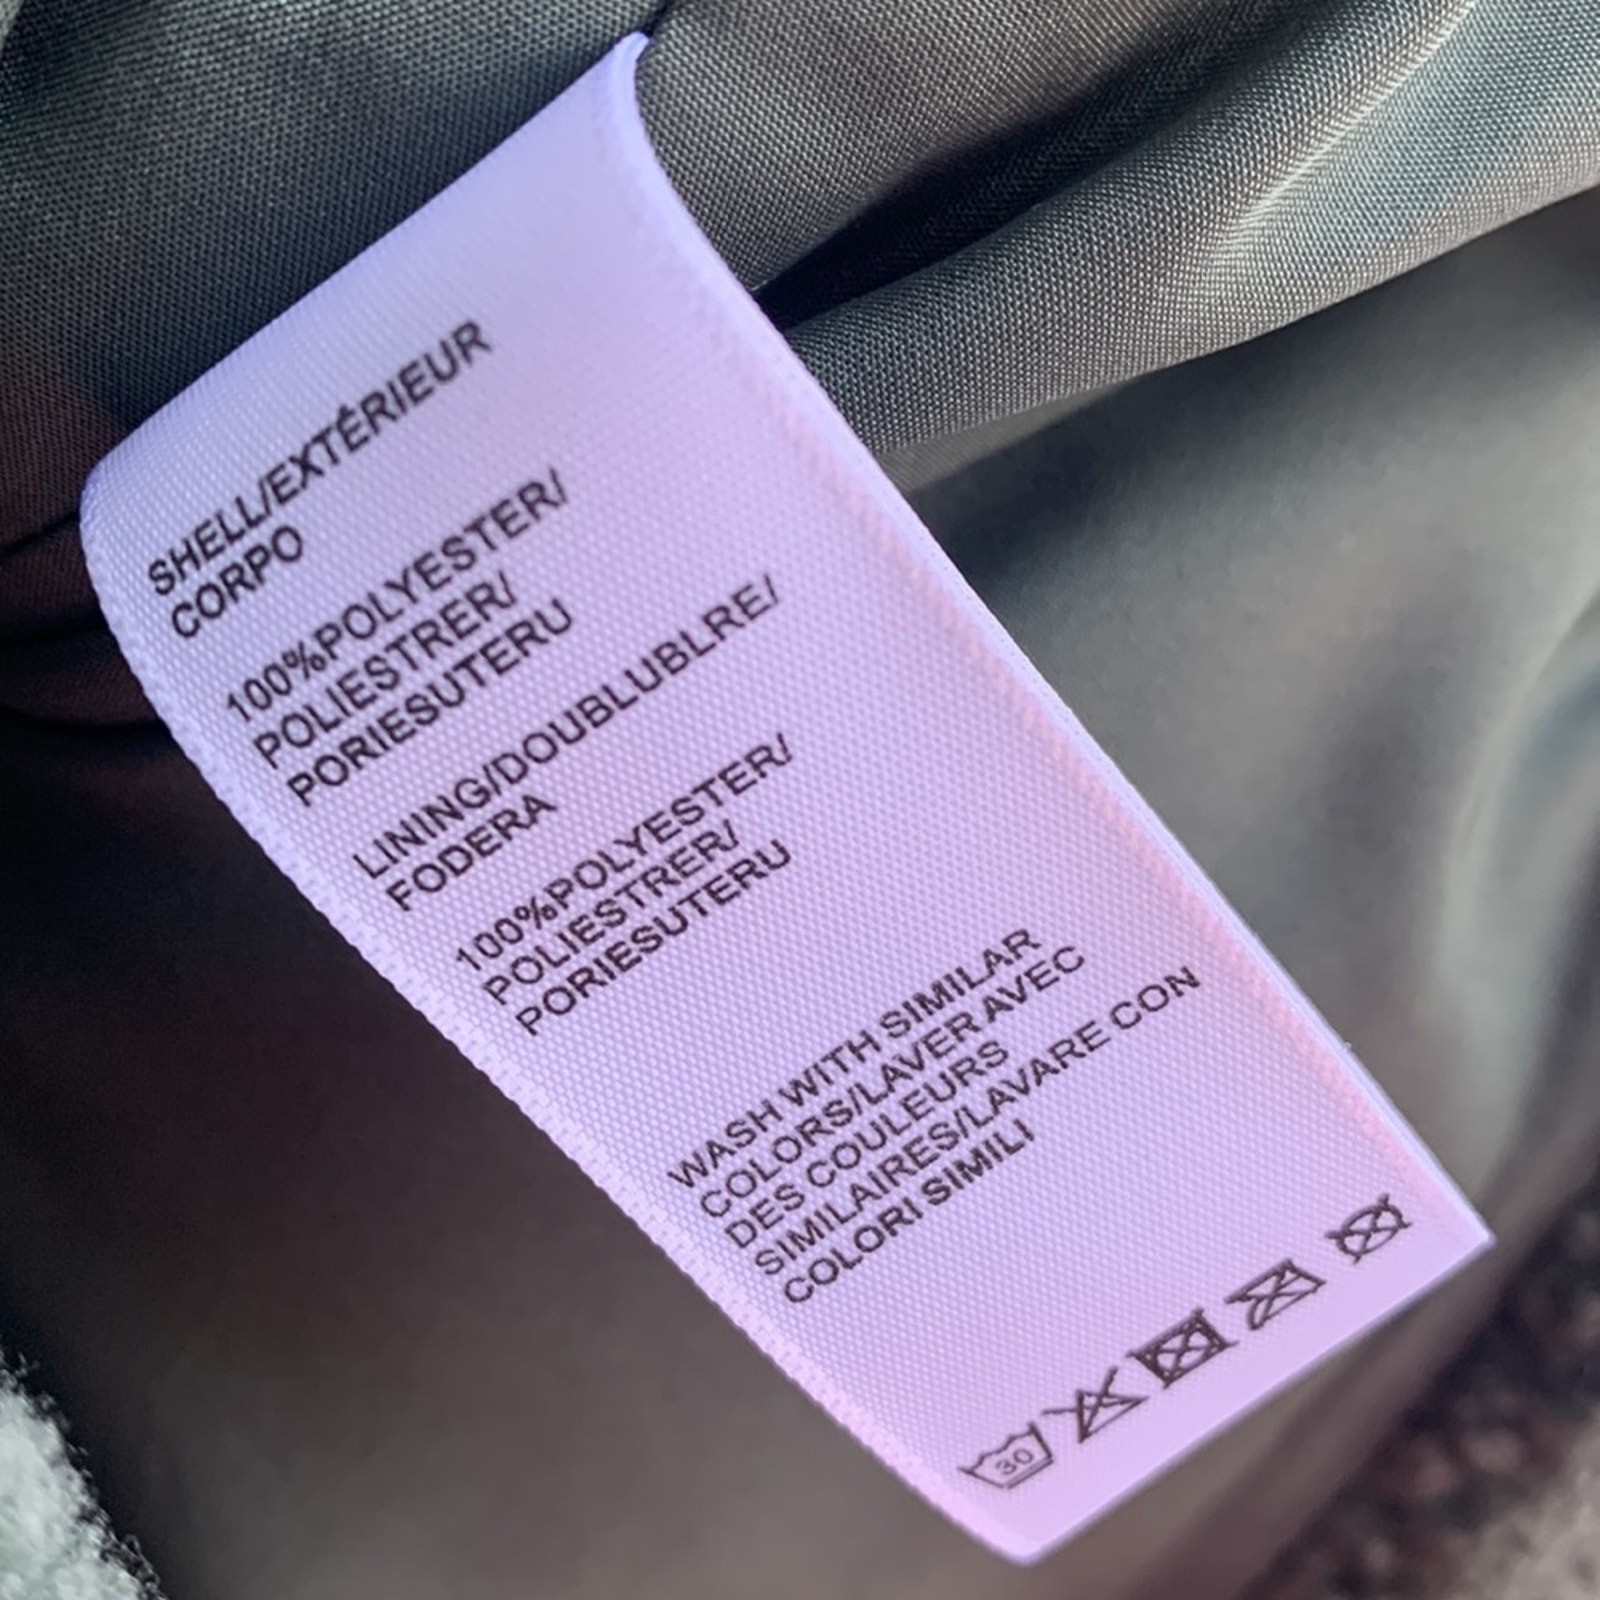 SHELL/EXTÉRIEUR
CORPO
100%POLYESTER/
POLIESTRER/
PORIESUTERU
LINING/DOUBLUBLRE/
FODERA
100%POLYESTER/
POLIESTRER/
PORIESUTERU
WASH WITH SIMILAR
COLORS/LAVER AVEC
DES COULEURS
SIMILAIRES/LAVARE CON
COLORI SIMILI
30